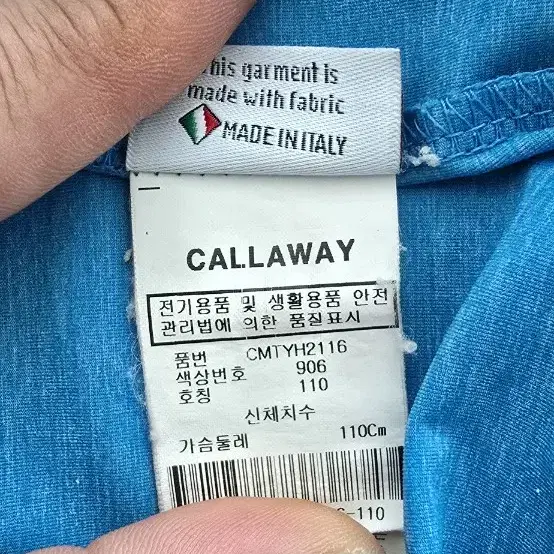 This garment is
made with fabric
MADE IN ITALY
CALLAWAY
전기용품 및 생활용품 안전
관리법에 의한 품질표시
품번 CMTYH2116
색상번호 906
호칭 110
신체치수
가슴둘레 110Cm
-110